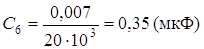 C₆ = 0,007 / 20·10³ = 0,35 (мкФ)